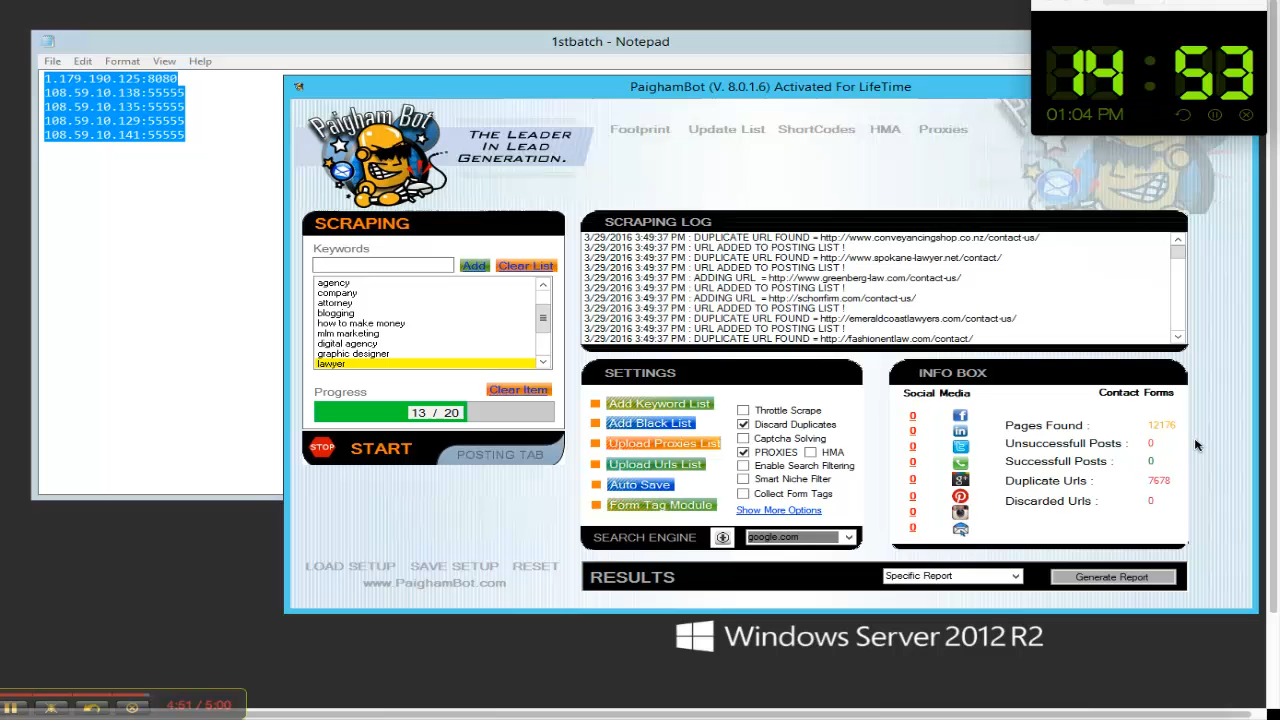 1stbatch - Notepad
File Edit Format View Help
1.179.190.125:8080
108.59.10.138:55555
108.59.10.135:55555
108.59.10.129:55555
108.59.10.141:55555
14 : 53
01:04 PM
PaighamBot (V. 8.0.1.6) Activated For LifeTime
Paigham Bot
THE LEADER
IN LEAD
GENERATION.
Footprint Update List ShortCodes HMA Proxies
SCRAPING
Keywords
Add Clear List
agency
company
attorney
blogging
how to make money
mlm marketing
digital agency
graphic designer
lawyer
Progress Clear Item
13 / 20
STOP START POSTING TAB
SCRAPING LOG
3/29/2016 3:49:37 PM : DUPLICATE URL FOUND = http://www.conveyancingshop.co.nz/contact-us/
3/29/2016 3:49:37 PM : URL ADDED TO POSTING LIST !
3/29/2016 3:49:37 PM : DUPLICATE URL FOUND = http://www.spokane-lawyer.net/contact/
3/29/2016 3:49:37 PM : URL ADDED TO POSTING LIST !
3/29/2016 3:49:37 PM : ADDING URL = http://www.greenberg-law.com/contact-us/
3/29/2016 3:49:37 PM : URL ADDED TO POSTING LIST !
3/29/2016 3:49:37 PM : ADDING URL = http://schorrfirm.com/contact-us/
3/29/2016 3:49:37 PM : DUPLICATE URL FOUND = http://emeraldcoastlawyers.com/contact-us/
3/29/2016 3:49:37 PM : URL ADDED TO POSTING LIST !
3/29/2016 3:49:37 PM : DUPLICATE URL FOUND = http://fashionentlaw.com/contact/
SETTINGS
Add Keyword List
Add Black List
Upload Proxies List
Upload Urls List
Auto Save
Form Tag Module
Throttle Scrape
Discard Duplicates
Captcha Solving
PROXIES HMA
Enable Search Filtering
Smart Niche Filter
Collect Form Tags
Show More Options
SEARCH ENGINE google.com
INFO BOX
Social Media Contact Forms
0
0
0
0
0
0
0
0
Pages Found : 12176
Unsuccessfull Posts : 0
Successfull Posts : 0
Duplicate Urls : 7678
Discarded Urls : 0
LOAD SETUP SAVE SETUP RESET
www.PaighamBot.com
RESULTS Specific Report Generate Report
Windows Server 2012 R2
4:51 / 5:00